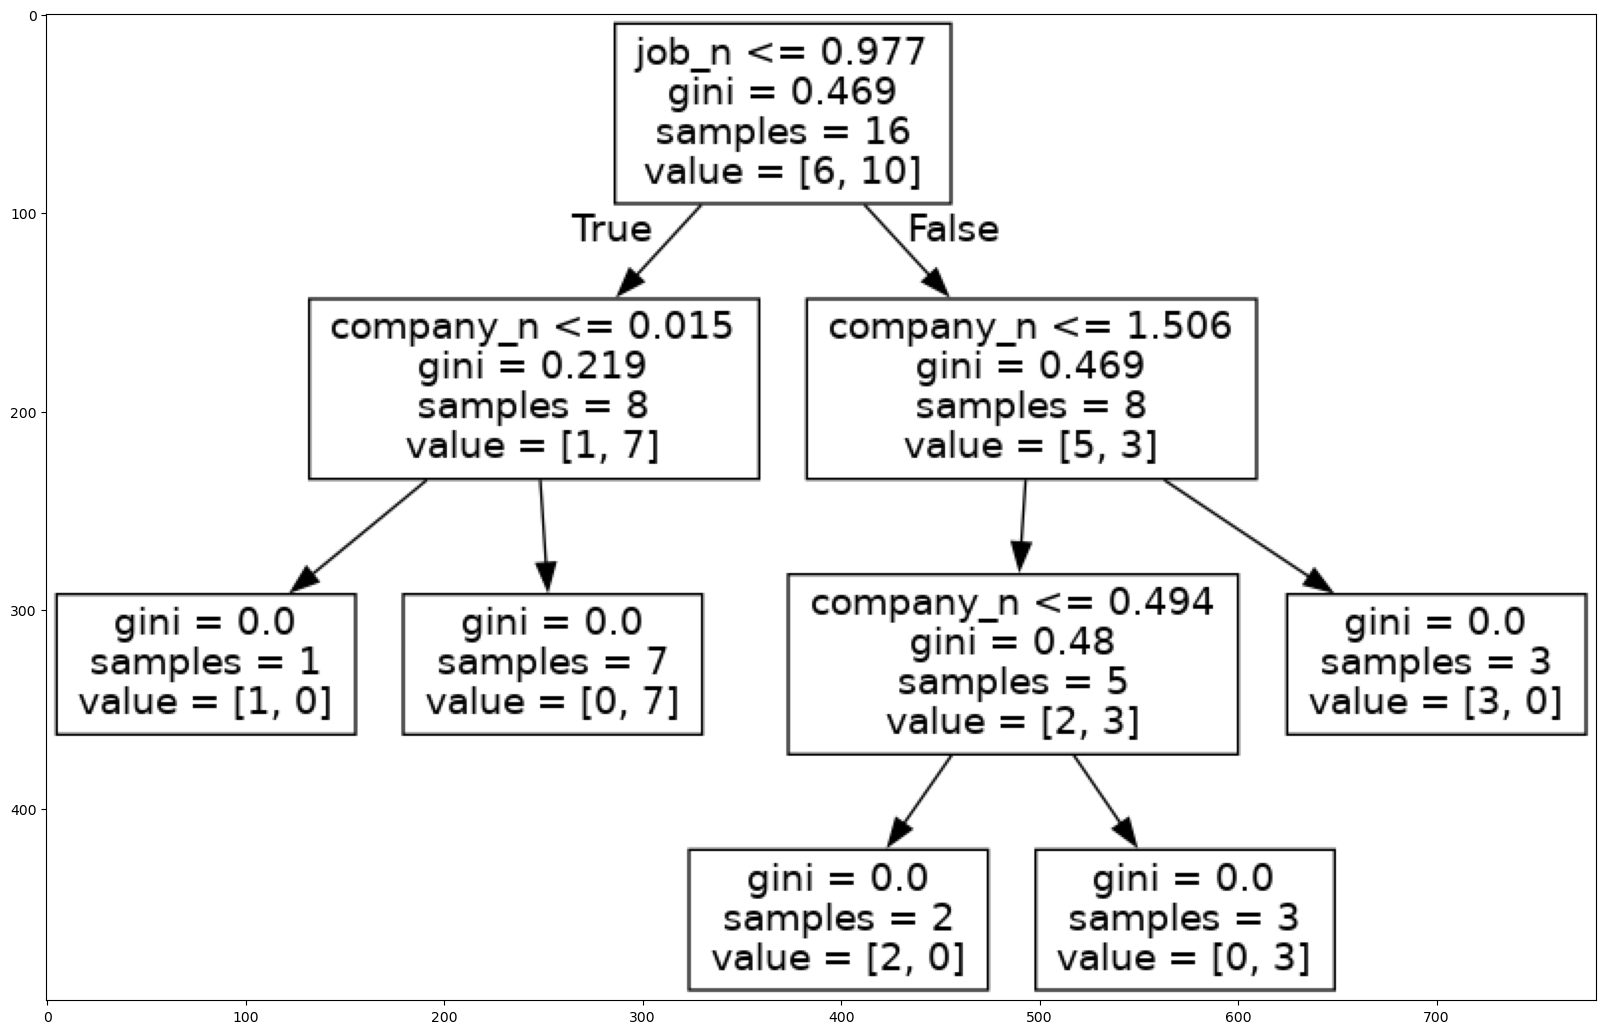 0
100
200
300
400
job_n <= 0.977
gini = 0.469
samples = 16
value = [6, 10]
True
False
company_n <= 0.015
gini = 0.219
samples = 8
value = [1, 7]
company_n <= 1.506
gini = 0.469
samples = 8
value = [5, 3]
gini = 0.0
samples = 1
value = [1, 0]
gini = 0.0
samples = 7
value = [0, 7]
company_n <= 0.494
gini = 0.48
samples = 5
value = [2, 3]
gini = 0.0
samples = 3
value = [3, 0]
gini = 0.0
samples = 2
value = [2, 0]
gini = 0.0
samples = 3
value = [0, 3]
0
100
200
300
400
500
600
700